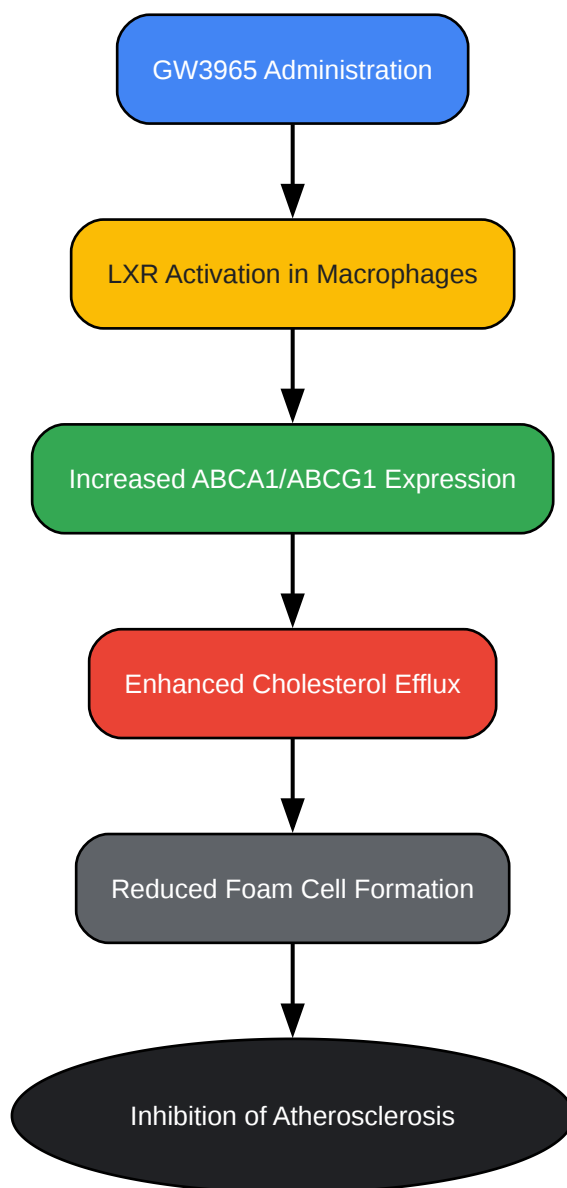 GW3965 Administration
LXR Activation in Macrophages
Increased ABCA1/ABCG1 Expression
Enhanced Cholesterol Efflux
Reduced Foam Cell Formation
Inhibition of Atherosclerosis